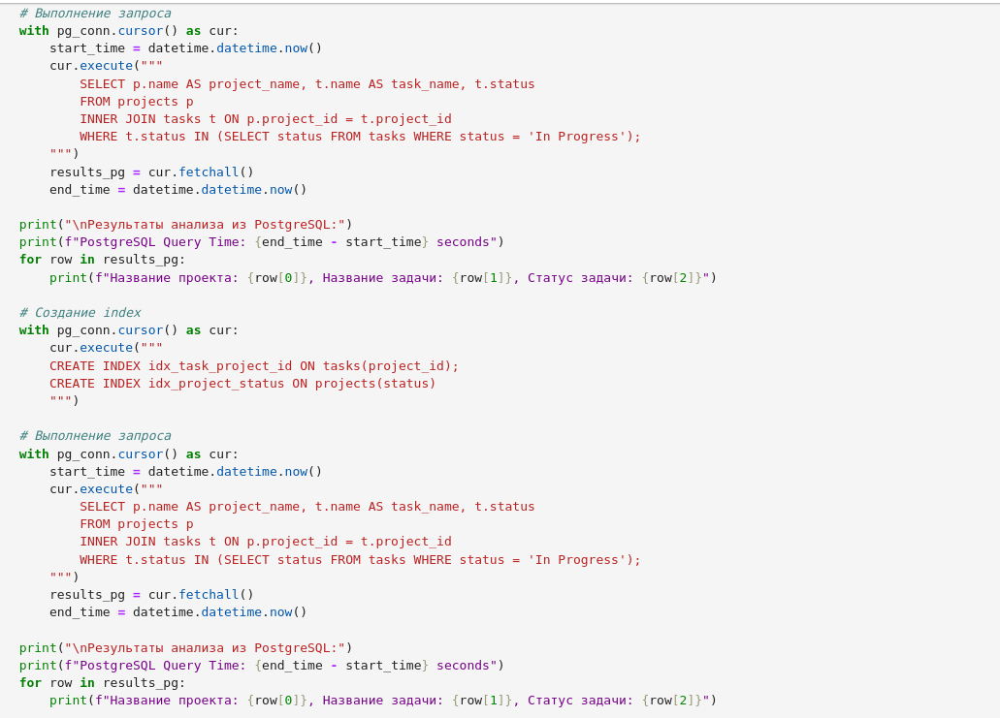 # Выполнение запроса
with pg_conn.cursor() as cur:
    start_time = datetime.datetime.now()
    cur.execute("""
        SELECT p.name AS project_name, t.name AS task_name, t.status
        FROM projects p
        INNER JOIN tasks t ON p.project_id = t.project_id
        WHERE t.status IN (SELECT status FROM tasks WHERE status = 'In Progress');
    """)
    results_pg = cur.fetchall()
    end_time = datetime.datetime.now()

print("\nРезультаты анализа из PostgreSQL:")
print(f"PostgreSQL Query Time: {end_time - start_time} seconds")
for row in results_pg:
    print(f"Название проекта: {row[0]}, Название задачи: {row[1]}, Статус задачи: {row[2]}")

# Создание index
with pg_conn.cursor() as cur:
    cur.execute("""
    CREATE INDEX idx_task_project_id ON tasks(project_id);
    CREATE INDEX idx_project_status ON projects(status)
    """)

# Выполнение запроса
with pg_conn.cursor() as cur:
    start_time = datetime.datetime.now()
    cur.execute("""
        SELECT p.name AS project_name, t.name AS task_name, t.status
        FROM projects p
        INNER JOIN tasks t ON p.project_id = t.project_id
        WHERE t.status IN (SELECT status FROM tasks WHERE status = 'In Progress');
    """)
    results_pg = cur.fetchall()
    end_time = datetime.datetime.now()

print("\nРезультаты анализа из PostgreSQL:")
print(f"PostgreSQL Query Time: {end_time - start_time} seconds")
for row in results_pg:
    print(f"Название проекта: {row[0]}, Название задачи: {row[1]}, Статус задачи: {row[2]}")